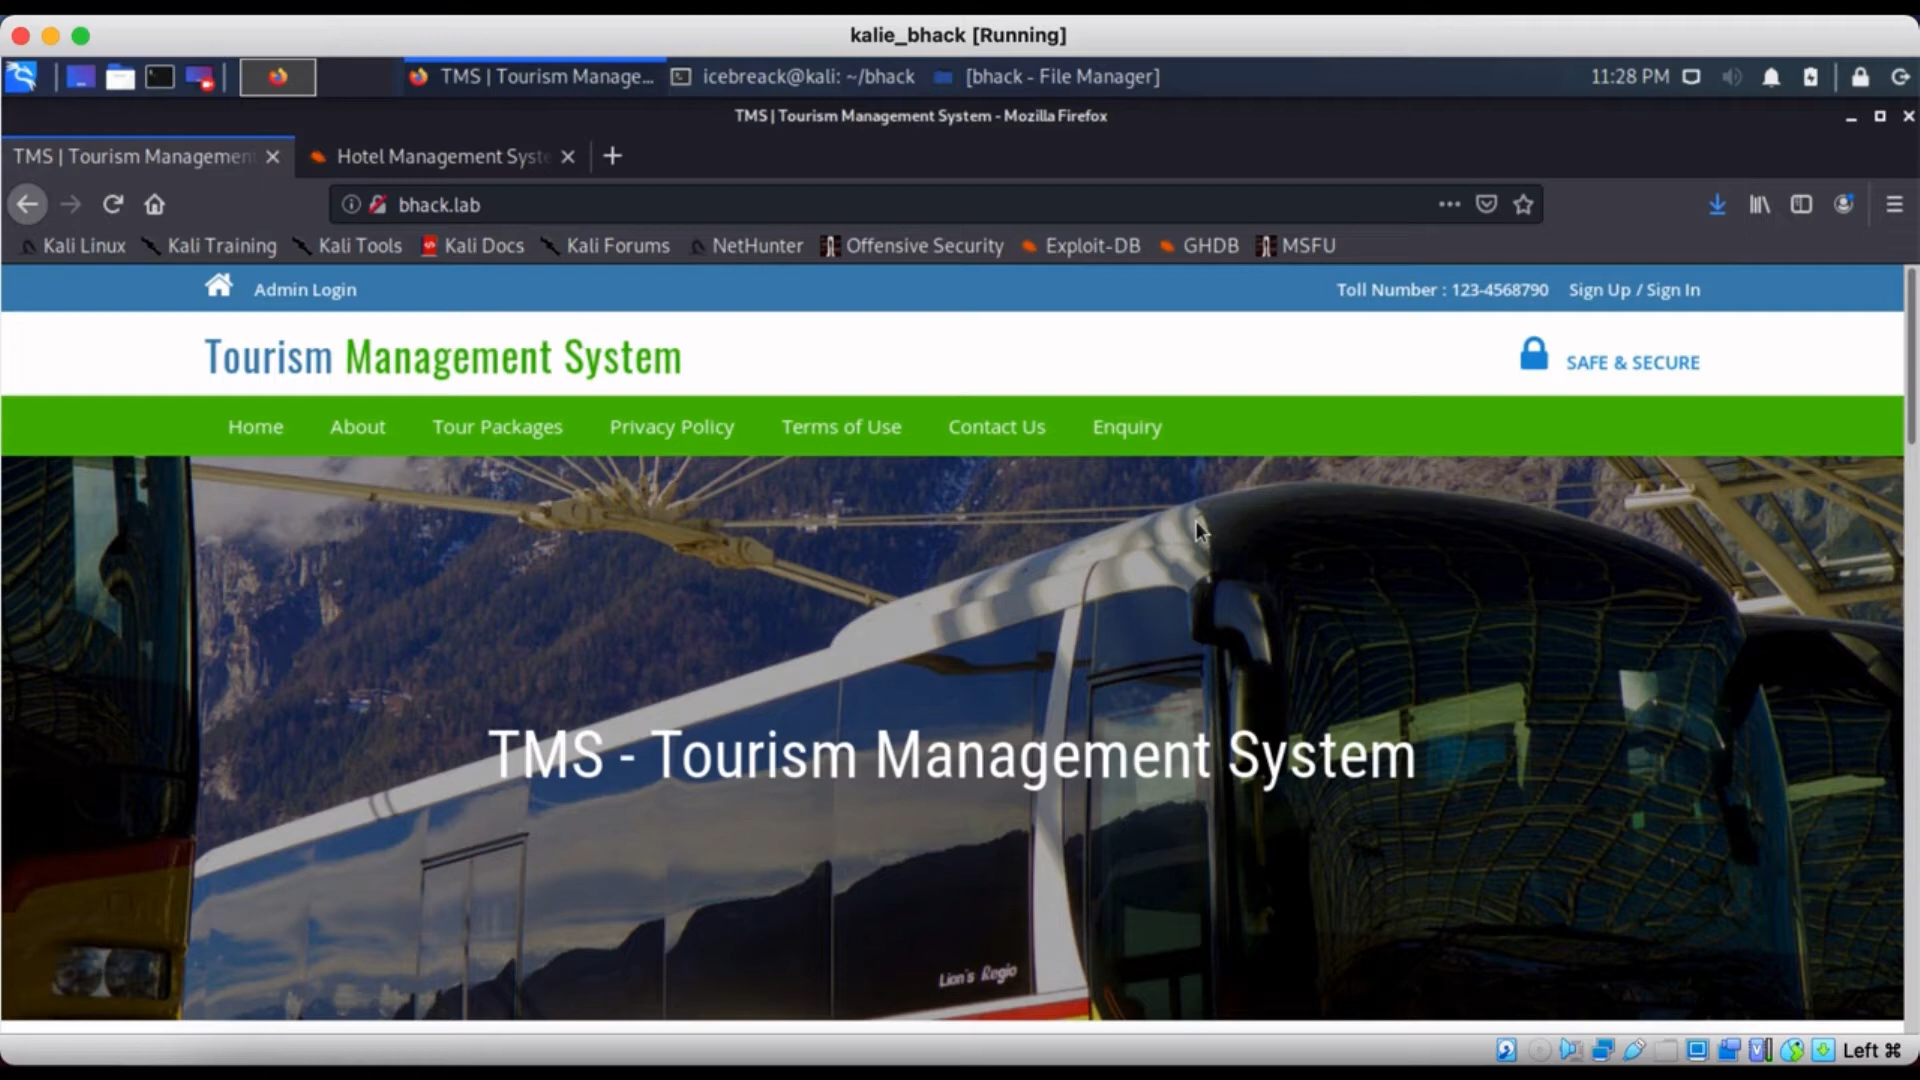 kalie_bhack [Running]
TMS | Tourism Manage... icebreack@kali: ~/bhack [bhack - File Manager] 11:28 PM
TMS | Tourism Management System - Mozilla Firefox
TMS | Tourism Management Hotel Management Syste
bhack.lab
Kali Linux Kali Training Kali Tools Kali Docs Kali Forums NetHunter Offensive Security Exploit-DB GHDB MSFU
Admin Login Toll Number : 123-4568790 Sign Up / Sign In
Tourism Management System SAFE & SECURE
Home About Tour Packages Privacy Policy Terms of Use Contact Us Enquiry
TMS - Tourism Management System
Lion's Regio
Left ⌘